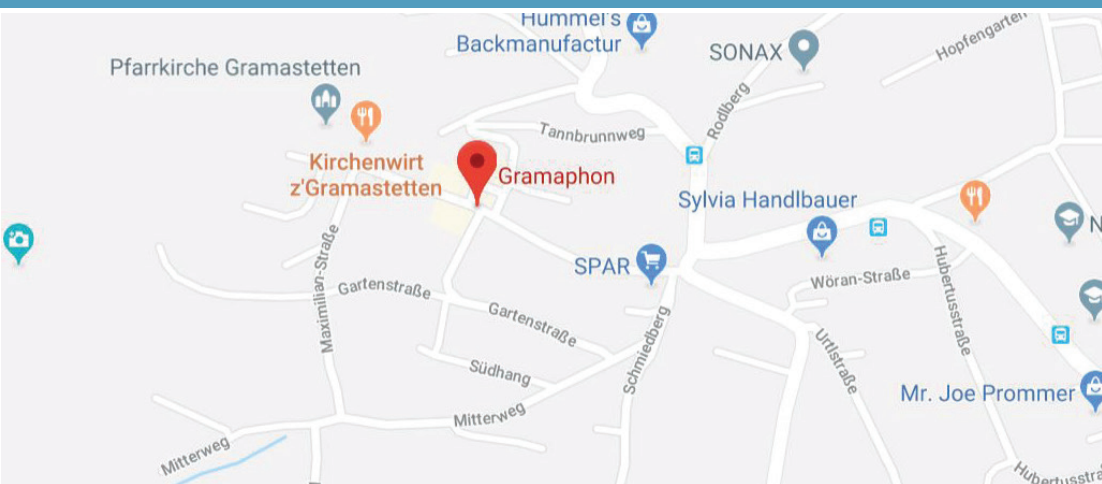 Hummel's
Backmanufactur
SONAX
Hopfengarten
Pfarrkirche Gramastetten
Rodlberg
Tannbrunnweg
Kirchenwirt
z'Gramastetten
Gramaphon
Sylvia Handlbauer
N
SPAR
Maximilian-Straße
Gartenstraße
Wöran-Straße
Hubertusstraße
Gartenstraße
Schmiedberg
Urtlstraße
Südhang
Mr. Joe Prommer
Mitterweg
Mitterweg
Hubertusstra